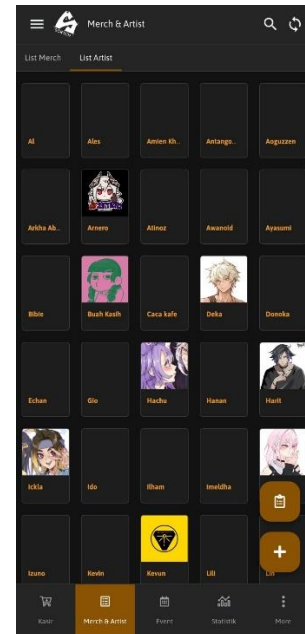 Merch & Artist
List Merch List Artist
Al Ales Amien Kh.. Antango.. Aoguzzen
Arkha Ab.. Arnero Atinoz Awanoid Ayasumi
Bibie Buah Kasih Caca kafe Deka Donoka
Echan Gio Hachu Hanan Harit
Ickla Ido Ilham Imeldha
Izuno Kevin Kevun Lili
Kasir Merch & Artist Event Statistik More